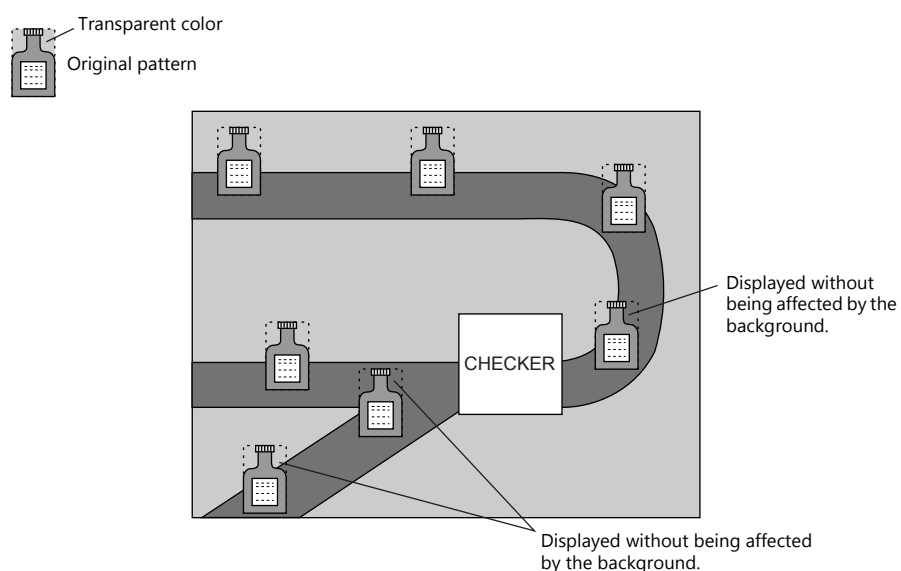 Transparent color
Original pattern
Displayed without
being affected by the
background.
CHECKER
Displayed without being affected
by the background.